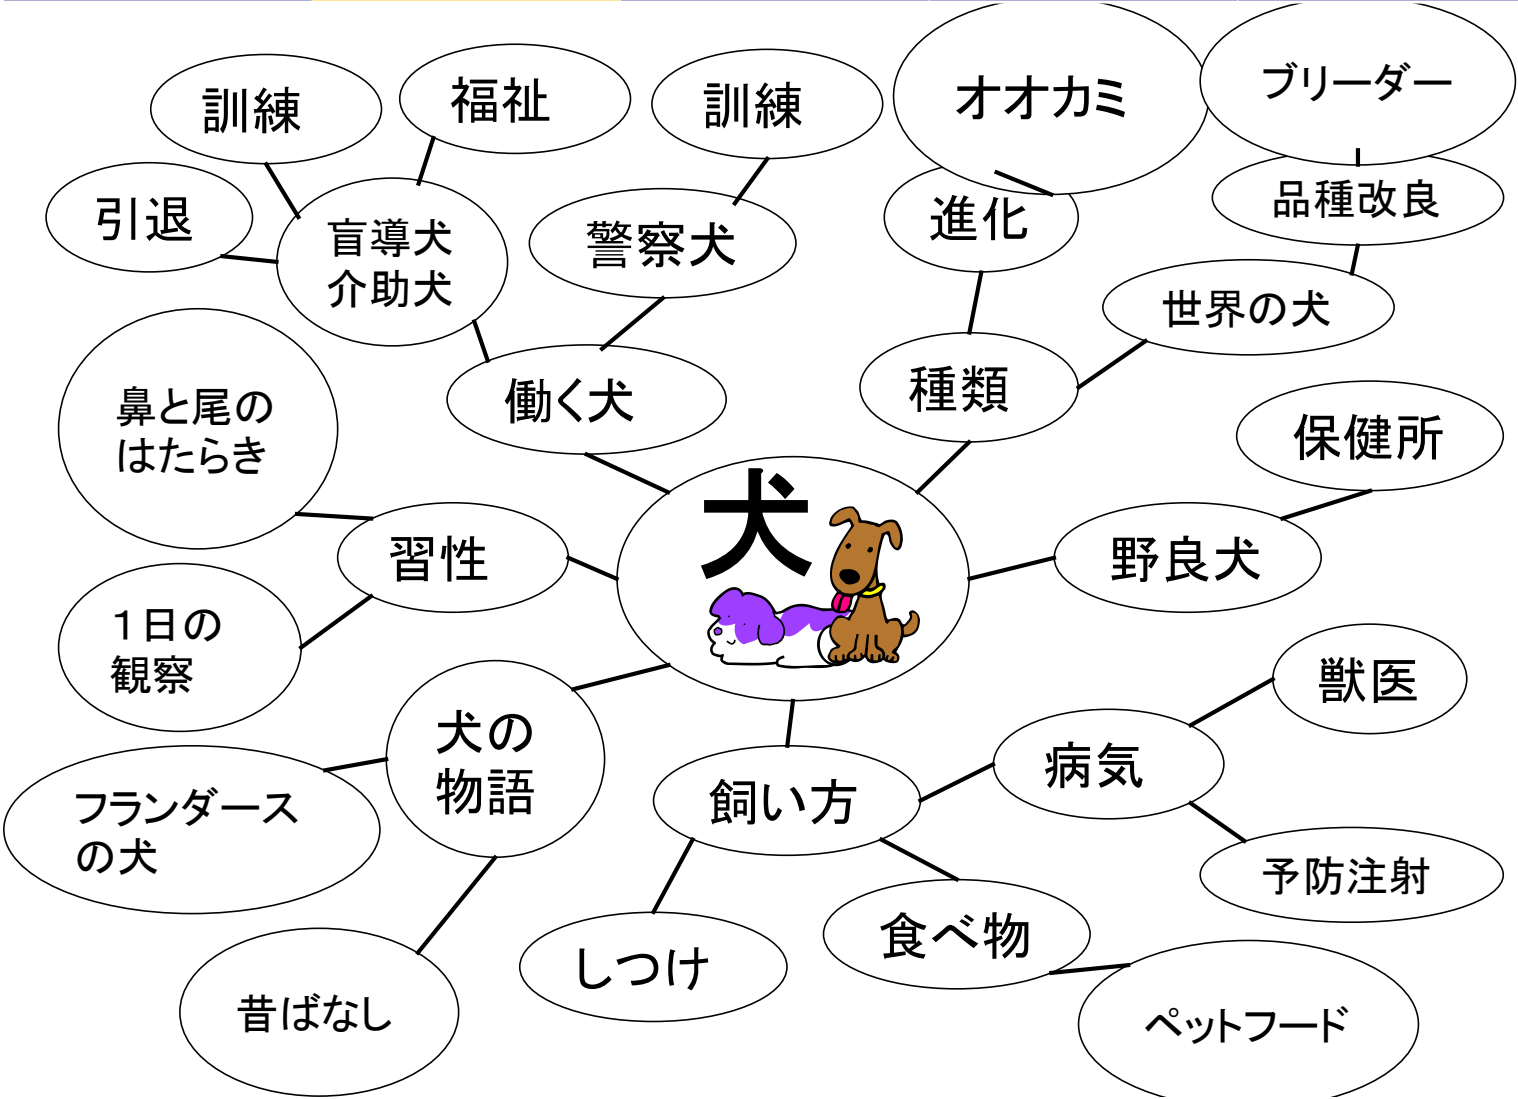 訓練
福祉
訓練
オオカミ
ブリーダー
引退
盲導犬
介助犬
警察犬
進化
品種改良
世界の犬
鼻と尾の
はたらき
働く犬
種類
保健所
犬
習性
野良犬
１日の
観察
犬の
物語
飼い方
病気
獣医
フランダース
の犬
予防注射
しつけ
食べ物
昔ばなし
ペットフード